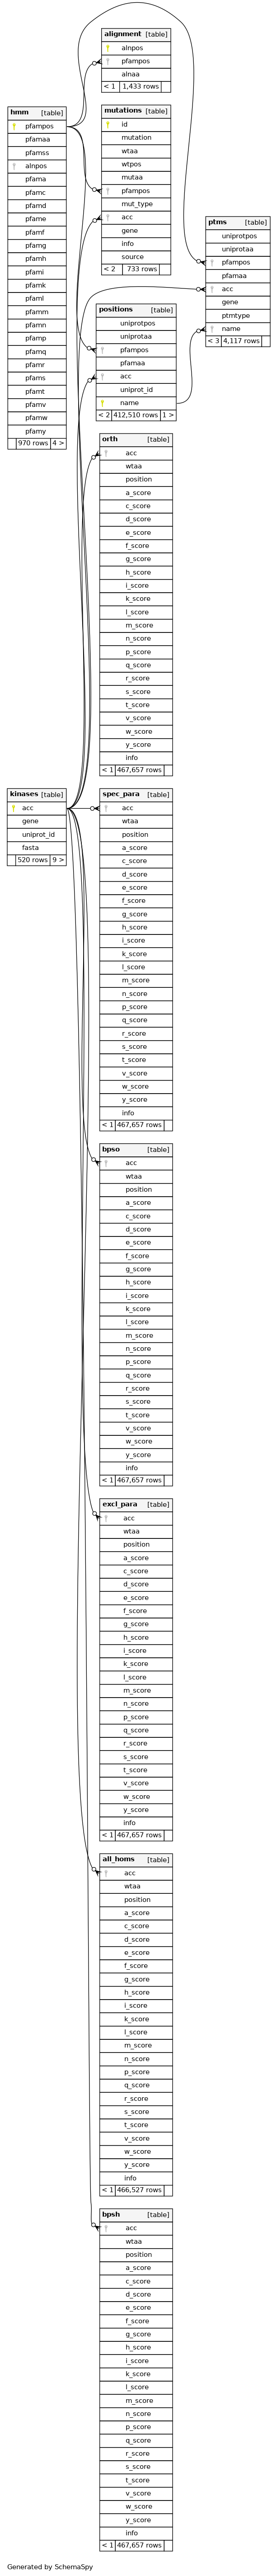 alignment [table]
alnpos
pfampos
alnaa
< 1 1,433 rows
hmm [table]
pfampos
pfamaa
pfamss
alnpos
pfama
pfamc
pfamd
pfame
pfamf
pfamg
pfamh
pfami
pfamk
pfaml
pfamm
pfamn
pfamp
pfamq
pfamr
pfams
pfamt
pfamv
pfamw
pfamy
970 rows 4 >
mutations [table]
id
mutation
wtaa
wtpos
mutaa
pfampos
mut_type
acc
gene
info
source
< 2 733 rows
ptms [table]
uniprotpos
uniprotaa
pfampos
pfamaa
acc
gene
ptmtype
name
< 3 4,117 rows
positions [table]
uniprotpos
uniprotaa
pfampos
pfamaa
acc
uniprot_id
name
< 2 412,510 rows 1 >
orth [table]
acc
wtaa
position
a_score
c_score
d_score
e_score
f_score
g_score
h_score
i_score
k_score
l_score
m_score
n_score
p_score
q_score
r_score
s_score
t_score
v_score
w_score
y_score
info
< 1 467,657 rows
kinases [table]
acc
gene
uniprot_id
fasta
520 rows 9 >
spec_para [table]
acc
wtaa
position
a_score
c_score
d_score
e_score
f_score
g_score
h_score
i_score
k_score
l_score
m_score
n_score
p_score
q_score
r_score
s_score
t_score
v_score
w_score
y_score
info
< 1 467,657 rows
bpso [table]
acc
wtaa
position
a_score
c_score
d_score
e_score
f_score
g_score
h_score
i_score
k_score
l_score
m_score
n_score
p_score
q_score
r_score
s_score
t_score
v_score
w_score
y_score
info
< 1 467,657 rows
excl_para [table]
acc
wtaa
position
a_score
c_score
d_score
e_score
f_score
g_score
h_score
i_score
k_score
l_score
m_score
n_score
p_score
q_score
r_score
s_score
t_score
v_score
w_score
y_score
info
< 1 467,657 rows
all_homs [table]
acc
wtaa
position
a_score
c_score
d_score
e_score
f_score
g_score
h_score
i_score
k_score
l_score
m_score
n_score
p_score
q_score
r_score
s_score
t_score
v_score
w_score
y_score
info
< 1 466,527 rows
bpsh [table]
acc
wtaa
position
a_score
c_score
d_score
e_score
f_score
g_score
h_score
i_score
k_score
l_score
m_score
n_score
p_score
q_score
r_score
s_score
t_score
v_score
w_score
y_score
info
< 1 467,657 rows
Generated by SchemaSpy